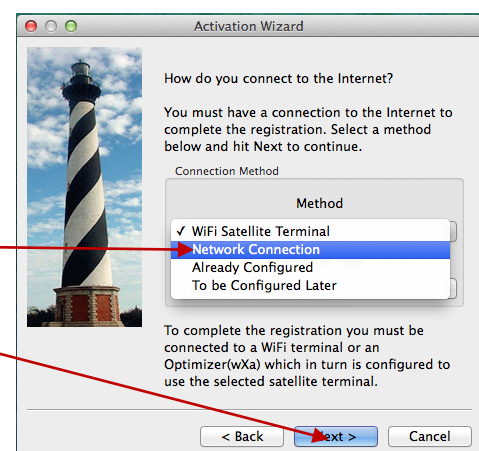 Activation Wizard
How do you connect to the Internet?
You must have a connection to the Internet to
complete the registration. Select a method
below and hit Next to continue.
Connection Method
Method
✓ WiFi Satellite Terminal
Network Connection
Already Configured
To be Configured Later
To complete the registration you must be
connected to a WiFi terminal or an
Optimizer(wXa) which in turn is configured to
use the selected satellite terminal.
< Back
Next >
Cancel